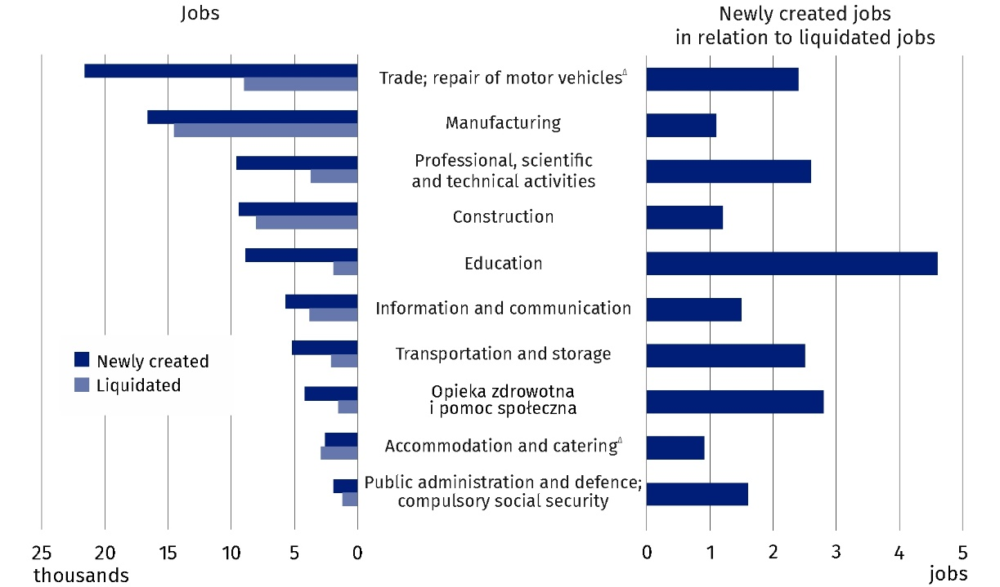 Jobs
Newly created jobs
in relation to liquidated jobs
Trade; repair of motor vehiclesᐃ
Manufacturing
Professional, scientific
and technical activities
Construction
Education
Information and communication
Transportation and storage
Opieka zdrowotna
i pomoc społeczna
Accommodation and cateringᐃ
Public administration and defence;
compulsory social security
Newly created
Liquidated
25 20 15 10 5 0
thousands
0 1 2 3 4 5
jobs